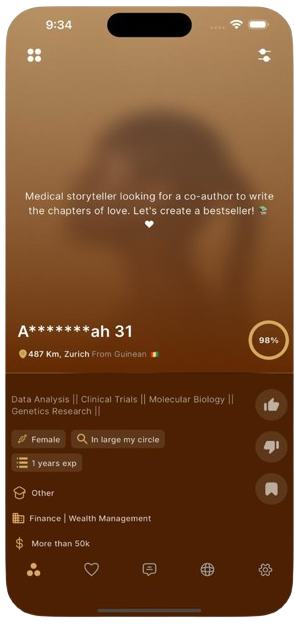 9:34
Medical storyteller looking for a co-author to write
the chapters of love. Let's create a bestseller! 🏝️
🤍
A*******ah 31
98%
487 Km, Zurich From Guinean 🇬🇳
Data Analysis || Clinical Trials || Molecular Biology ||
Genetics Research ||
Female
In large my circle
1 years exp
Other
Finance | Wealth Management
More than 50k